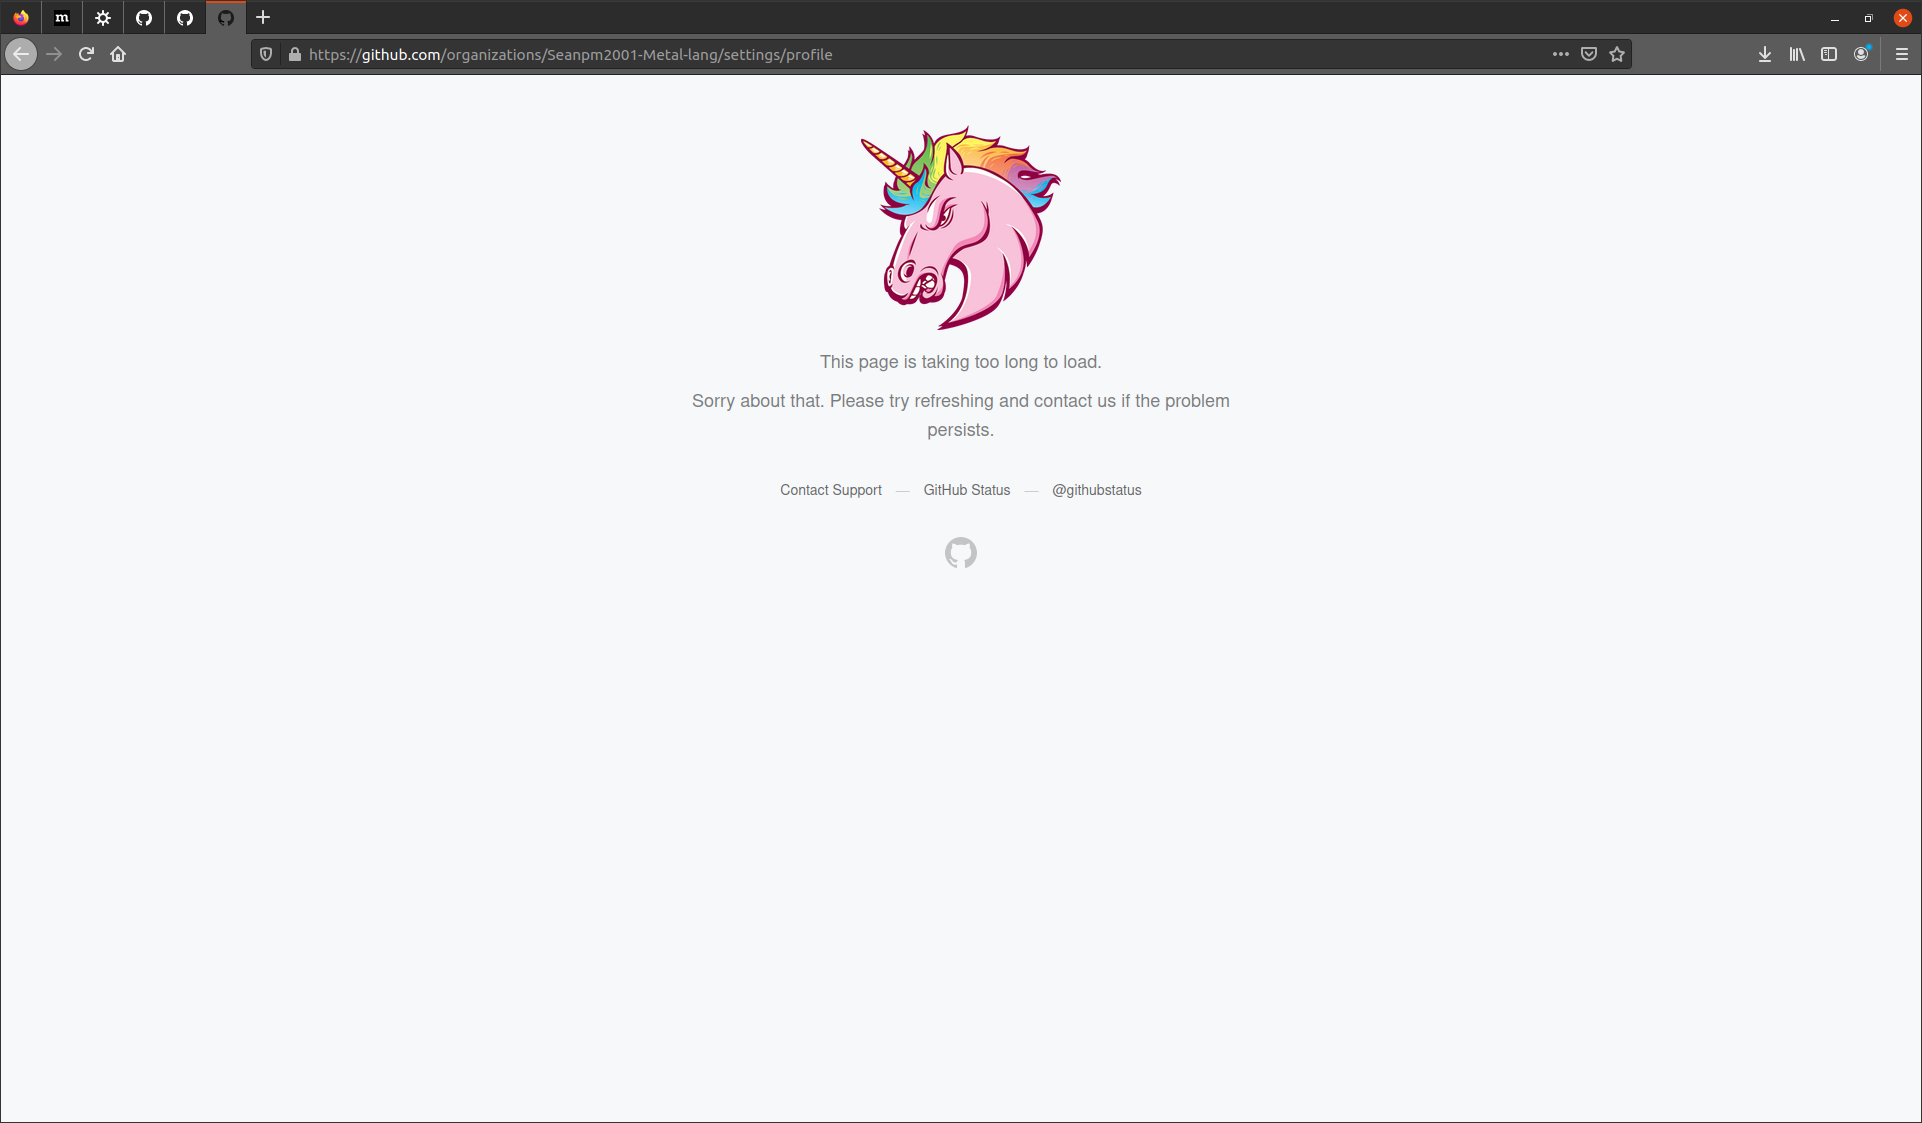 m
https://github.com/organizations/Seanpm2001-Metal-lang/settings/profile
This page is taking too long to load.
Sorry about that. Please try refreshing and contact us if the problem
persists.
Contact Support — GitHub Status — @githubstatus